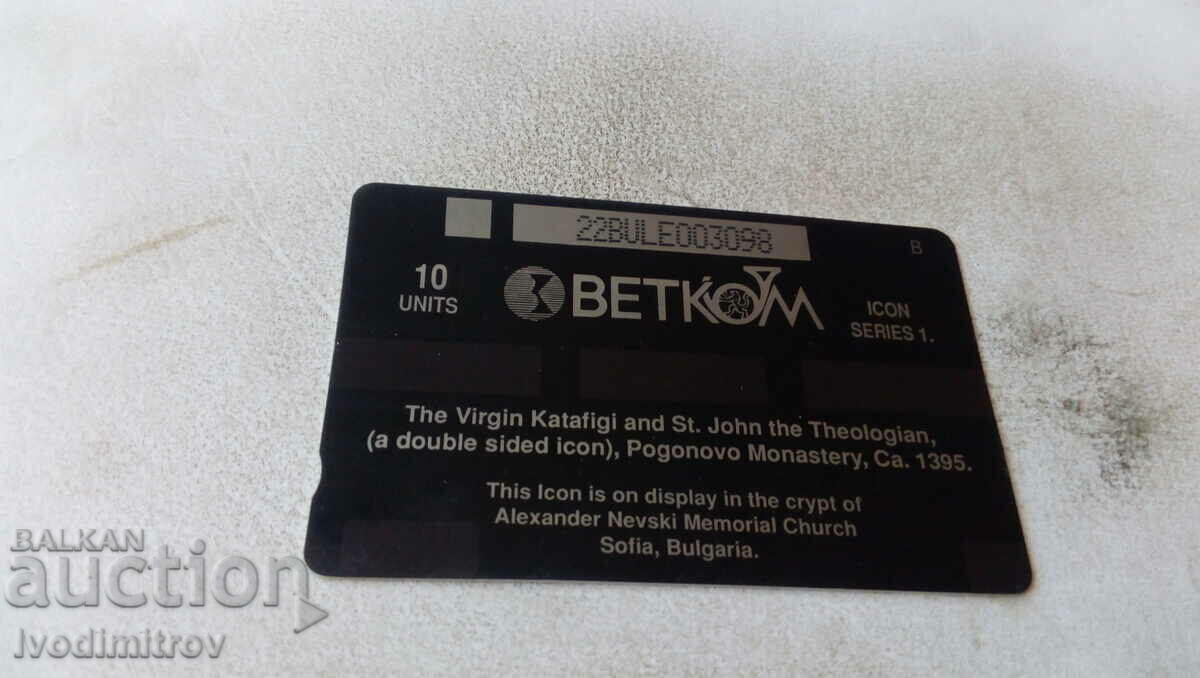 22BULE003098
B
10
UNITS
BETKOM
ICON
SERIES 1.
The Virgin Katafigi and St. John the Theologian,
(a double sided icon), Pogonovo Monastery, Ca. 1395.
This Icon is on display in the crypt of
Alexander Nevski Memorial Church
Sofia, Bulgaria.
BALKAN
auction
Ivodimitrov